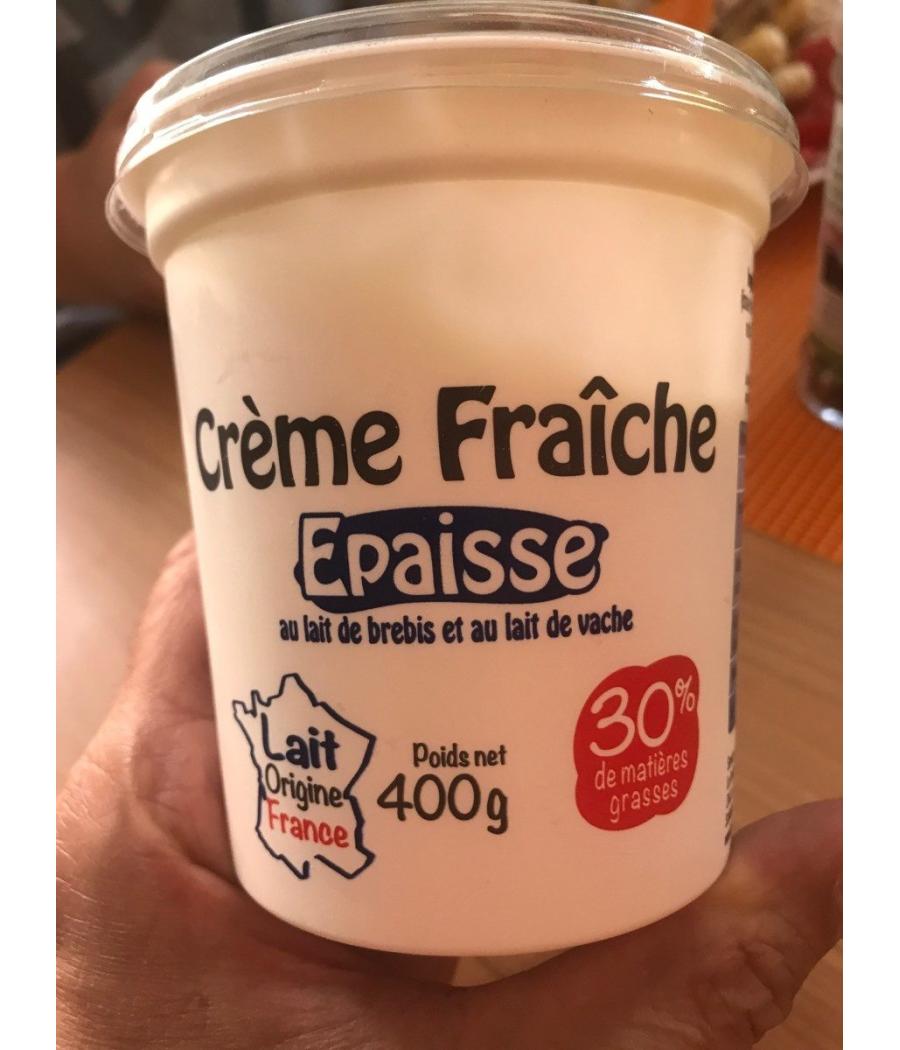 Crème Fraîche
Epaisse
au lait de brebis et au lait de vache
Lait
Origine
France
Poids net
400g
30%
de matières
grasses